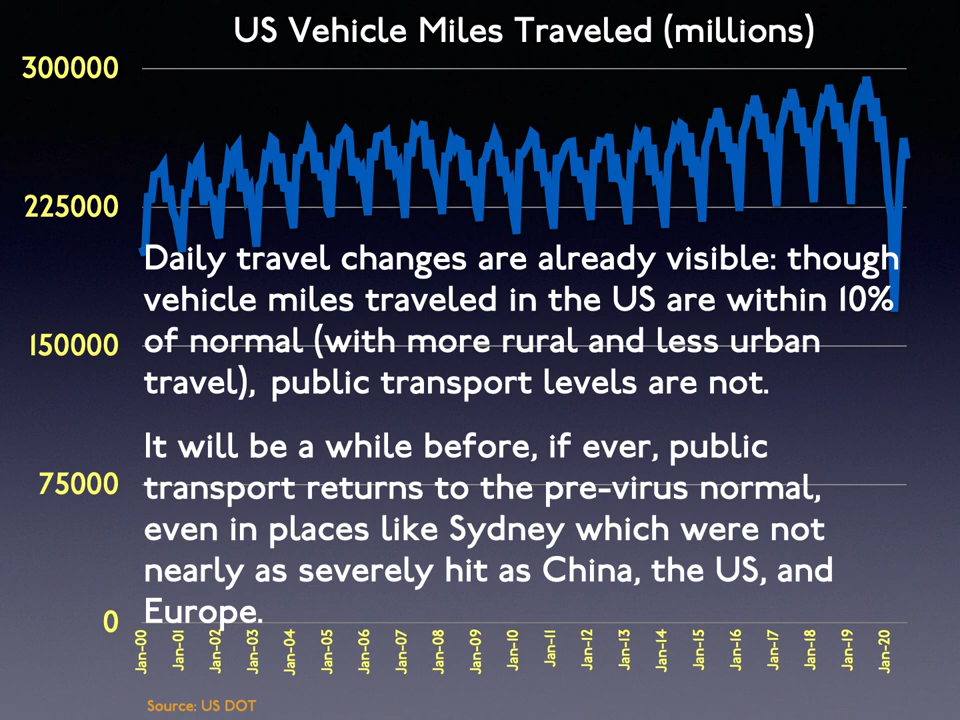 US Vehicle Miles Traveled (millions)
300000
225000
150000
75000
0
Daily travel changes are already visible: though
vehicle miles traveled in the US are within 10%
of normal (with more rural and less urban
travel), public transport levels are not.
It will be a while before, if ever, public
transport returns to the pre-virus normal,
even in places like Sydney which were not
nearly as severely hit as China, the US, and
Europe.
Jan-00
Jan-01
Jan-02
Jan-03
Jan-04
Jan-05
Jan-06
Jan-07
Jan-08
Jan-09
Jan-10
Jan-11
Jan-12
Jan-13
Jan-14
Jan-15
Jan-16
Jan-17
Jan-18
Jan-19
Jan-20
Source: US DOT